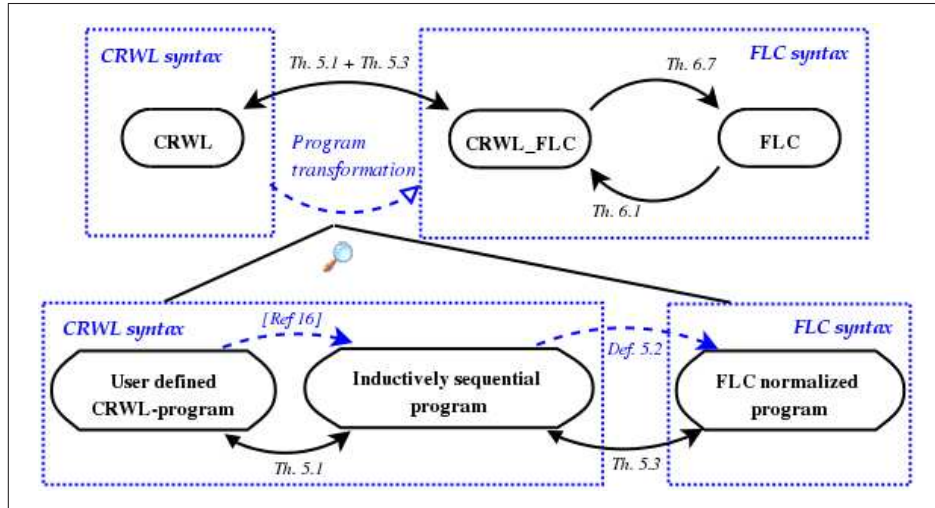 CRWL syntax
FLC syntax
Th. 5.1 + Th. 5.3
Th. 6.7
CRWL
Program
transformation
CRWL_FLC
FLC
Th. 6.1
CRWL syntax
[Ref 16]
FLC syntax
Def. 5.2
User defined
CRWL-program
Inductively sequential
program
FLC normalized
program
Th. 5.1
Th. 5.3